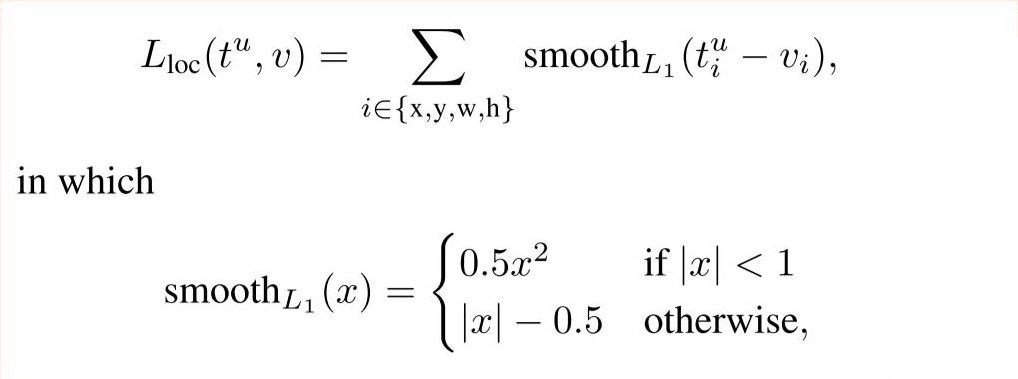 L_loc(t^u, v) = ∑_{i∈{x,y,w,h}} smooth_{L_1}(t_i^u − v_i),
in which
smooth_{L_1}(x) = { 0.5x^2 if |x| < 1
|x| − 0.5 otherwise,